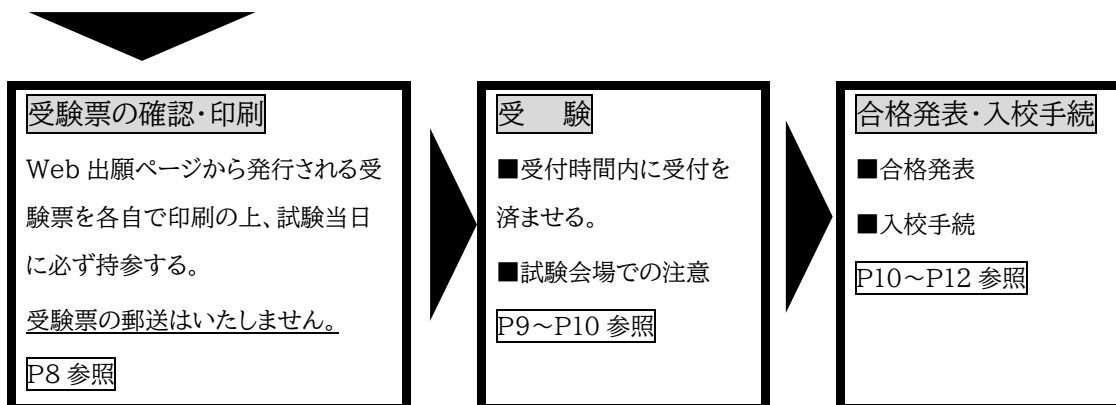 受験票の確認・印刷
Web 出願ページから発行される受
験票を各自で印刷の上、試験当日
に必ず持参する。
受験票の郵送はいたしません。
P8 参照
受 験
■受付時間内に受付を
済ませる。
■試験会場での注意
P9～P10 参照
合格発表・入校手続
■合格発表
■入校手続
P10～P12 参照